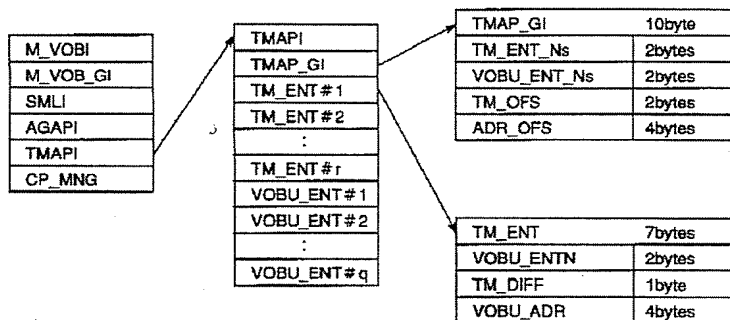 M_VOBI
M_VOB_GI
SMLI
AGAPI
TMAPI
CP_MNG
TMAPI
TMAP_GI
TM_ENT#1
TM_ENT#2
:
TM_ENT#r
VOBU_ENT#1
VOBU_ENT#2
:
VOBU_ENT#q
TMAP_GI 10byte
TM_ENT_Ns 2bytes
VOBU_ENT_Ns 2bytes
TM_OFS 2bytes
ADR_OFS 4bytes
TM_ENT 7bytes
VOBU_ENTN 2bytes
TM_DIFF 1byte
VOBU_ADR 4bytes